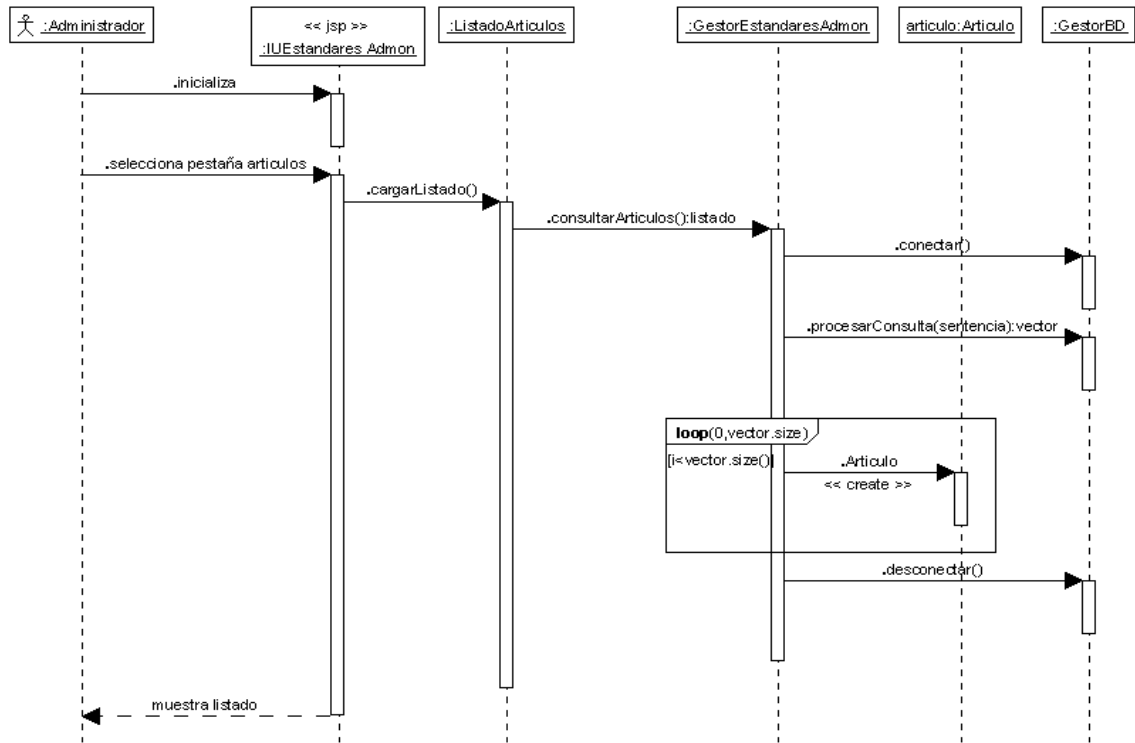 :Administrador
<< jsp >>
:IUEstandares Admon
:ListadoArticulos
:GestorEstandaresAdmon
articulo:Articulo
:GestorBD
.inicializa
.selecciona pestaña articulos
.cargarListado()
.consultarArticulos():listado
.conectar()
.procesarConsulta(sentencia):vector
loop(0,vector.size)
[i<vector.size()]
.Articulo
<< create >>
.desconectar()
muestra listado